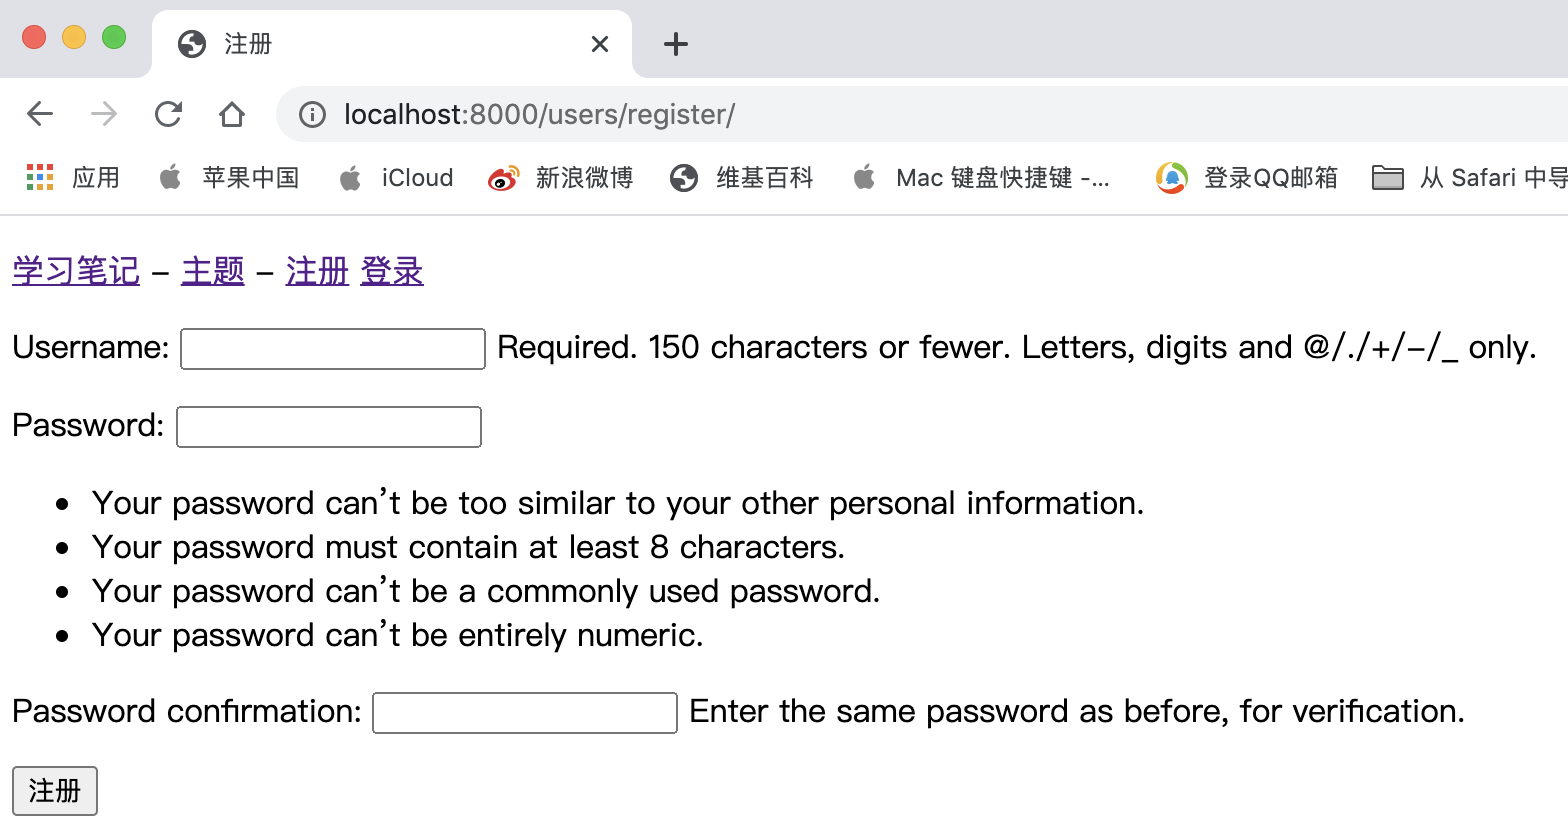 注册
localhost:8000/users/register/
应用 苹果中国 iCloud 新浪微博 维基百科 Mac 键盘快捷键 -... 登录QQ邮箱 从 Safari 中导
学习笔记 - 主题 - 注册 登录
Username: Required. 150 characters or fewer. Letters, digits and @/./+/-/_ only.
Password:
• Your password can't be too similar to your other personal information.
• Your password must contain at least 8 characters.
• Your password can't be a commonly used password.
• Your password can't be entirely numeric.
Password confirmation: Enter the same password as before, for verification.
注册